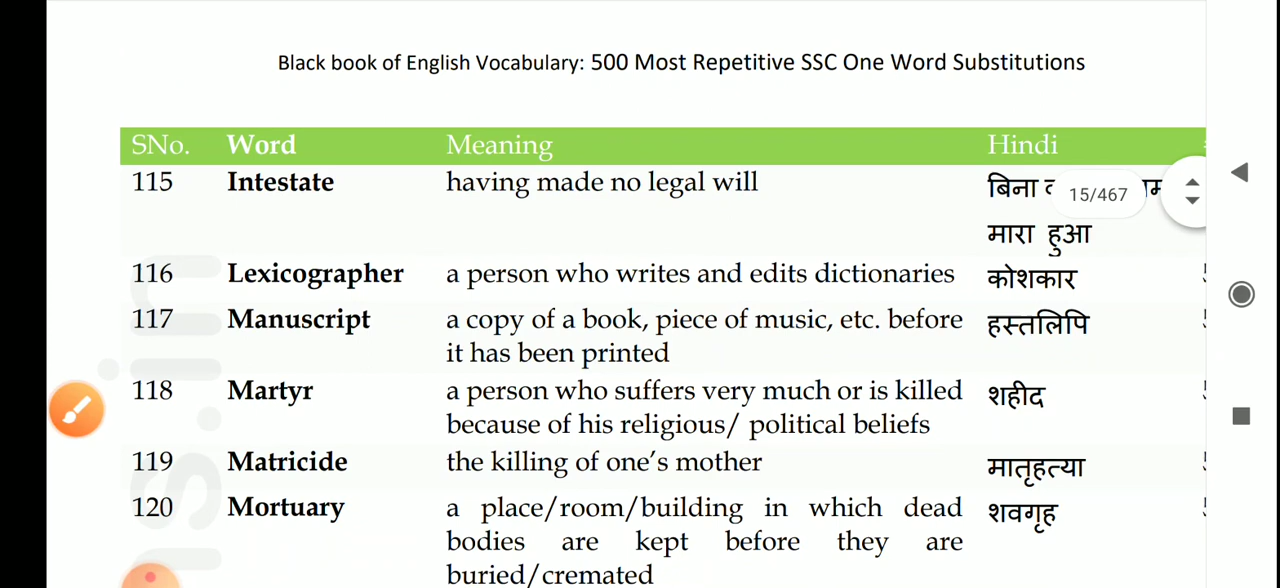 Black book of English Vocabulary: 500 Most Repetitive SSC One Word Substitutions
SNo. Word Meaning Hindi
115 Intestate having made no legal will बिना
15/467
मारा हुआ
116 Lexicographer a person who writes and edits dictionaries कोशकार
117 Manuscript a copy of a book, piece of music, etc. before हस्तलिपि
it has been printed
118 Martyr a person who suffers very much or is killed शहीद
because of his religious/ political beliefs
119 Matricide the killing of one's mother मातृहत्या
120 Mortuary a place/room/building in which dead शवगृह
bodies are kept before they are
buried/cremated